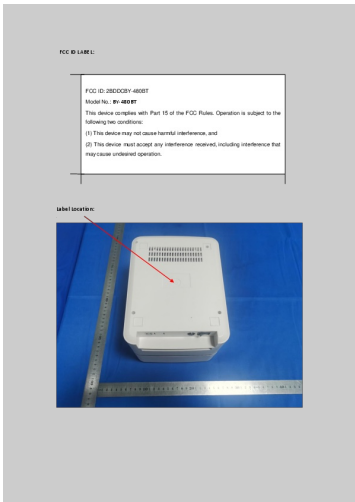 FCC ID LABEL:
FCC ID: 2BDDGBY-480BT
Model No.: BY-480BT
This device complies with Part 15 of the FCC Rules. Operation is subject to the
following two conditions:
(1) This device may not cause harmful interference, and
(2) This device must accept any interference received, including interference that
may cause undesired operation.
Label Location: